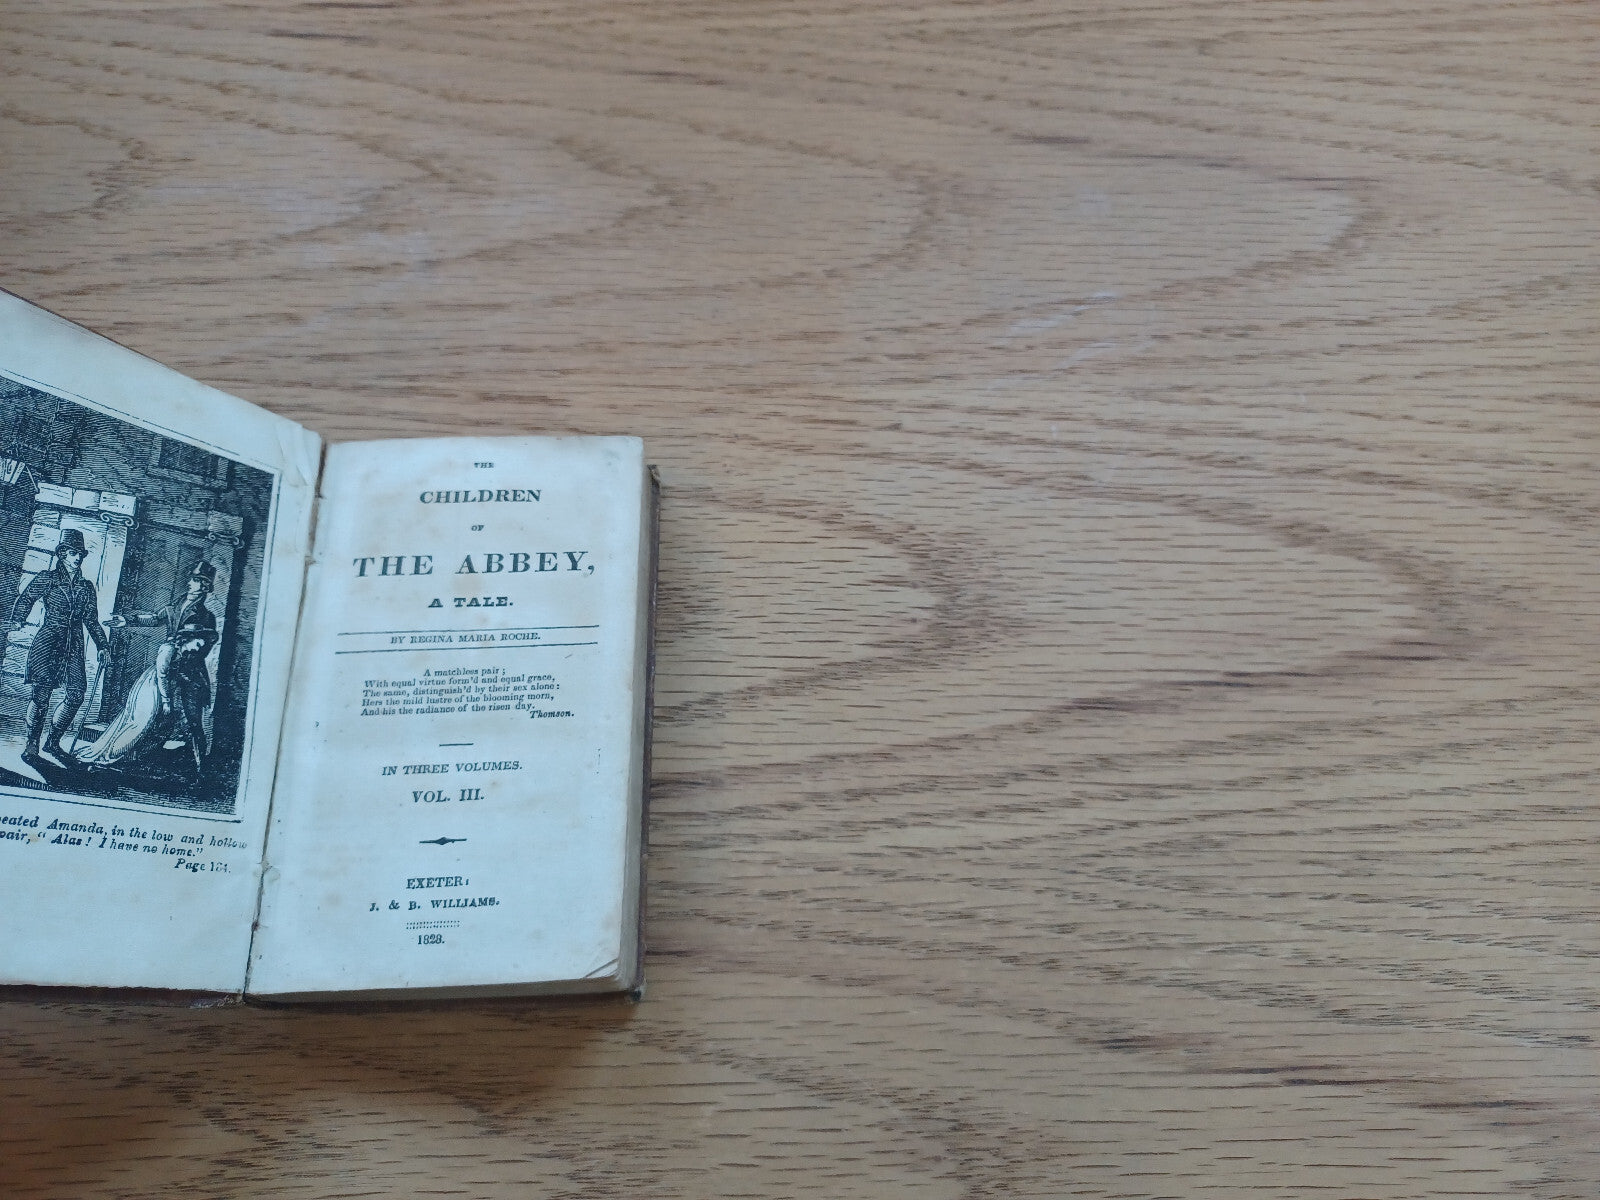 eated Amanda, in the low and hollow
pair, " Alas! I have no home."
Page
THE
CHILDREN
OF
THE ABBEY,
A TALE.
BY REGINA MARIA ROCHE.
A matchless pair;
With equal virtue form'd and equal grace,
The same, distinguish'd by their sex alone:
Hers the mild lustre of the blooming morn,
And his the radiance of the risen day.
Thomson.
IN THREE VOLUMES.
VOL. III.
EXETER:
J. & B. WILLIAMS.
1828.